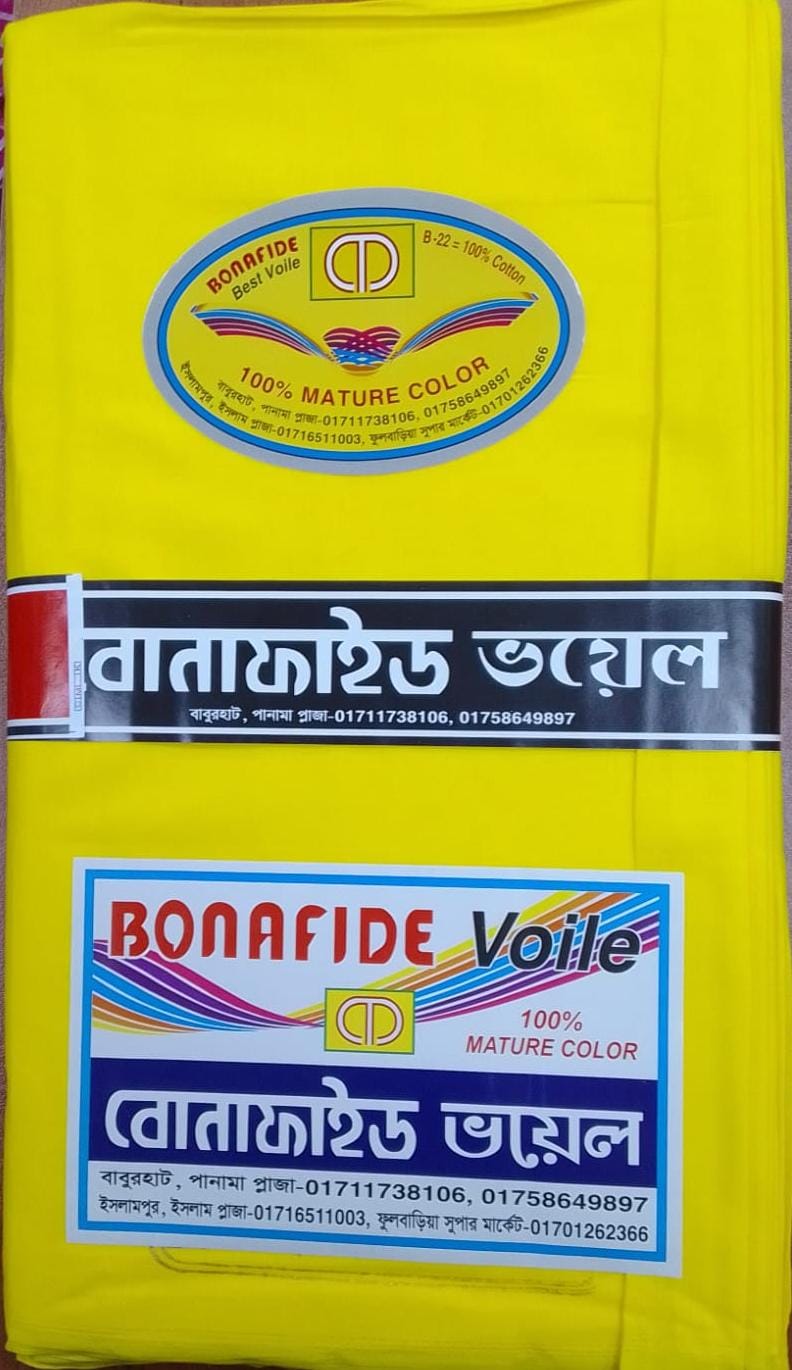 BONAFIDE
Best Voile
B-22 = 100% Cotton
100% MATURE COLOR
বাবুরহাট, পানামা প্লাজা-01711738106, 01758649897
ইসলামপুর, ইসলাম প্লাজা-01716511003, ফুলবাড়িয়া সুপার মার্কেট-01701262366
বোনাফাইড ভয়েল
বাবুরহাট, পানামা প্লাজা-01711738106, 01758649897
BONAFIDE Voile
100%
MATURE COLOR
বোনাফাইড ভয়েল
বাবুরহাট, পানামা প্লাজা-01711738106, 01758649897
ইসলামপুর, ইসলাম প্লাজা-01716511003, ফুলবাড়িয়া সুপার মার্কেট-01701262366